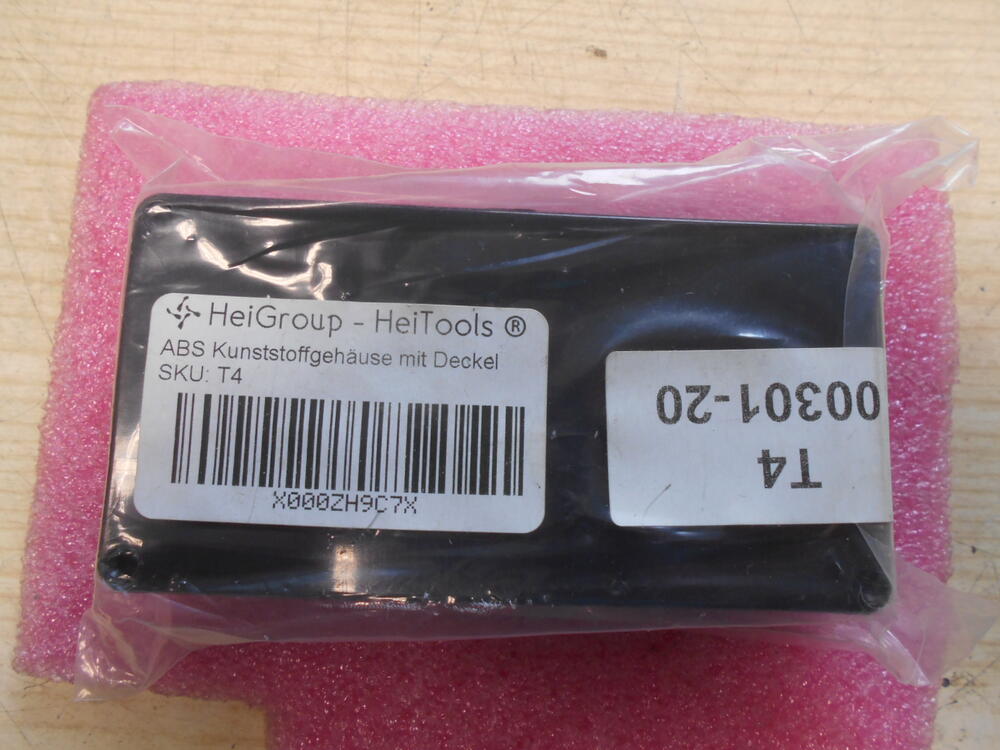 HeiGroup - HeiTools ®
ABS Kunststoffgehäuse mit Deckel
SKU: T4
X000ZH9C7X
T4
00301-20